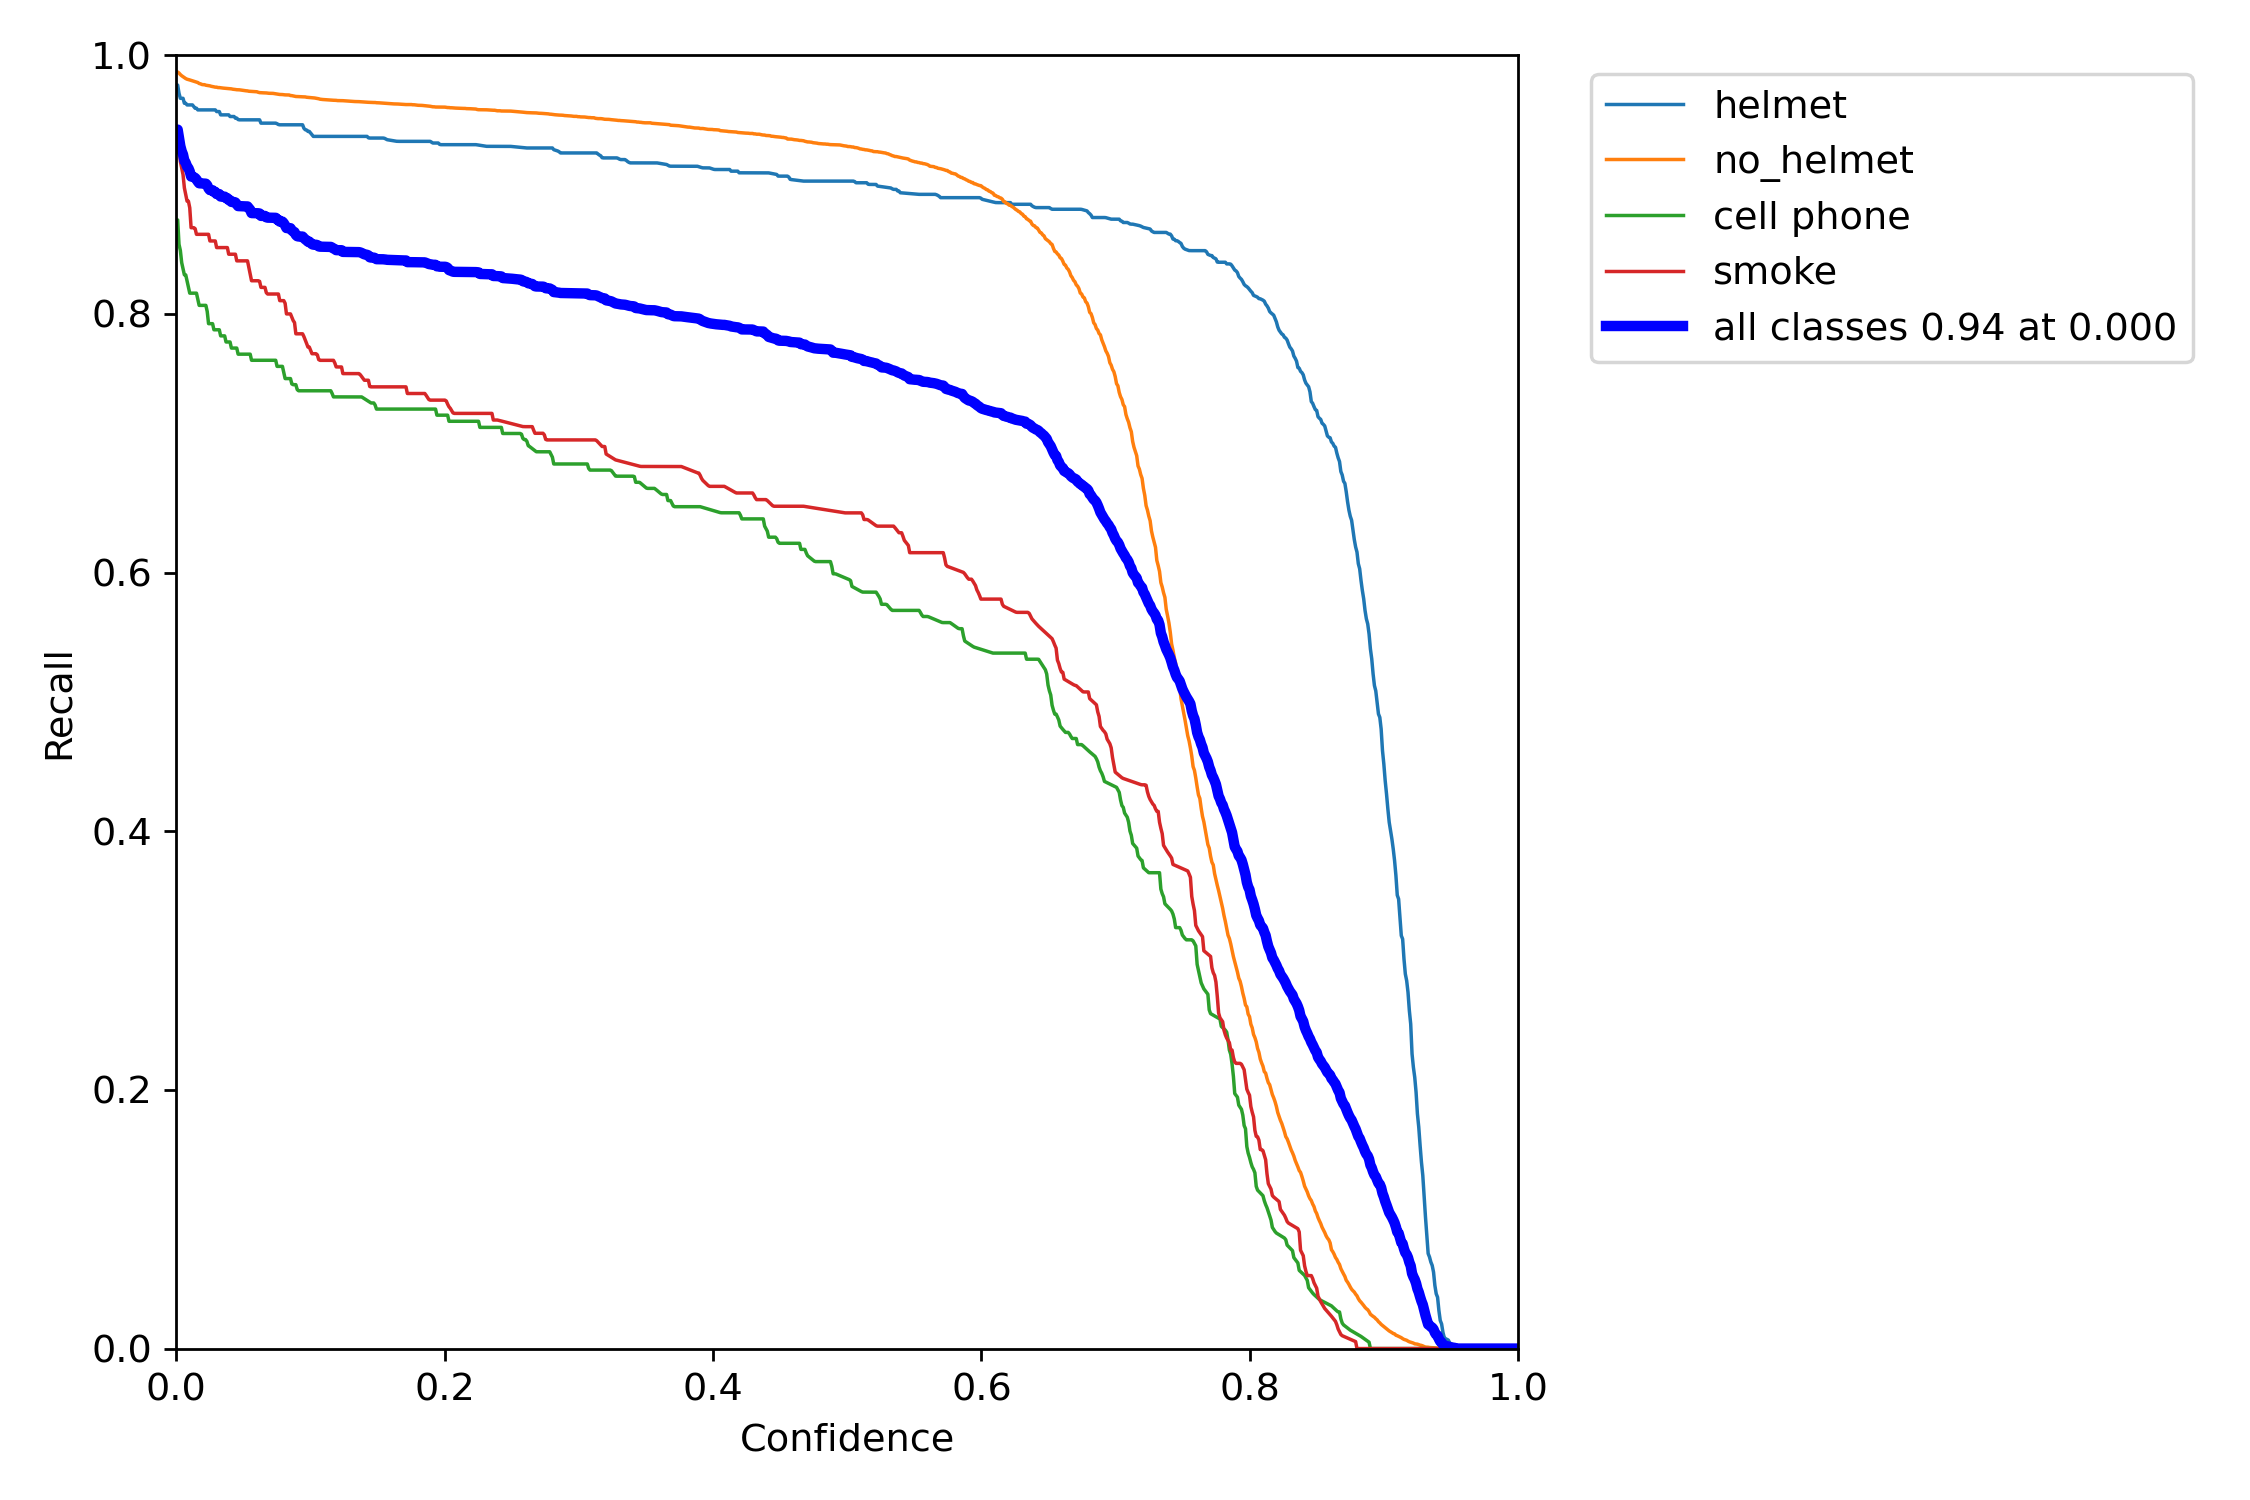 1.0
0.8
0.6
0.4
0.2
0.0
Recall
0.0 0.2 0.4 0.6 0.8 1.0
Confidence
helmet
no_helmet
cell phone
smoke
all classes 0.94 at 0.000